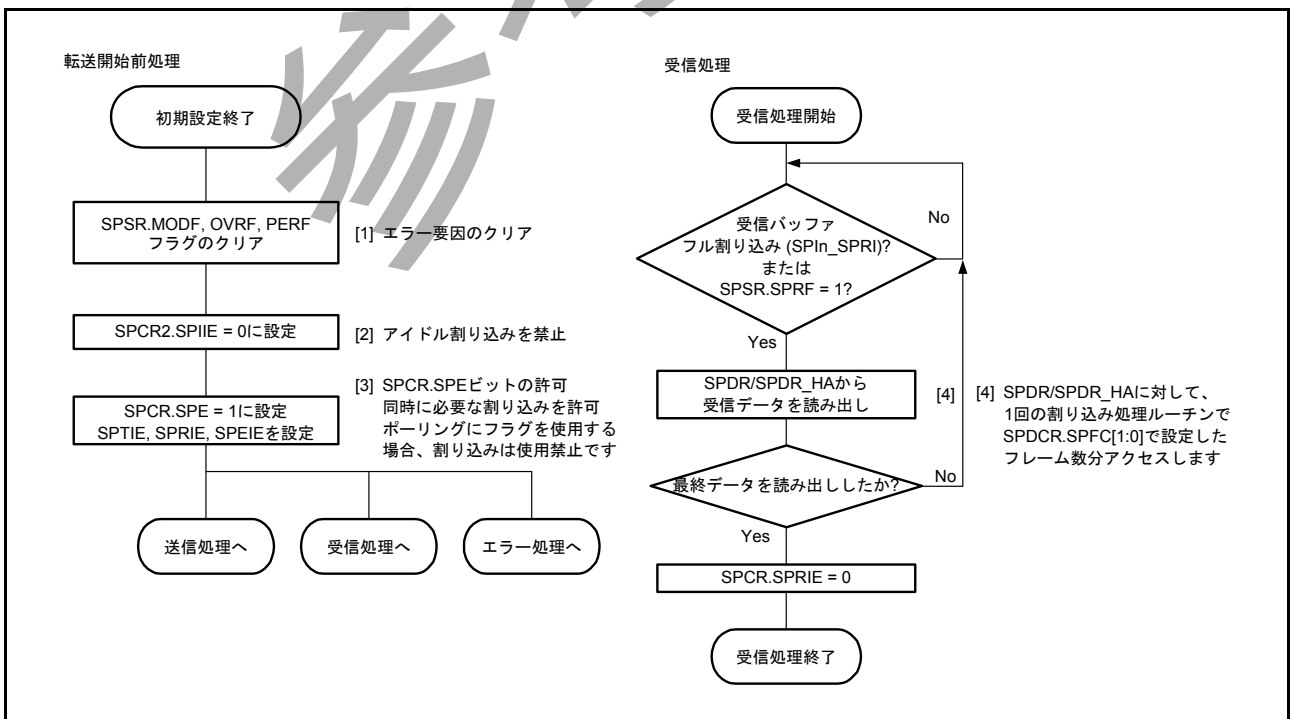 転送開始前処理
初期設定終了
SPSR.MODF, OVRF, PERF
フラグのクリア
[1] エラー要因のクリア
SPCR2.SPIIE = 0に設定
[2] アイドル割り込みを禁止
SPCR.SPE = 1に設定
SPTIE, SPRIE, SPEIEを設定
[3] SPCR.SPEビットの許可
同時に必要な割り込みを許可
ポーリングにフラグを使用する
場合、割り込みは使用禁止です
送信処理へ
受信処理へ
エラー処理へ
受信処理
受信処理開始
受信バッファ
フル割り込み (SPIn_SPRI)?
または
SPSR.SPRF = 1?
No
Yes
SPDR/SPDR_HAから
受信データを読み出し
[4]
[4] SPDR/SPDR_HAに対して、
1回の割り込み処理ルーチンで
SPDCR.SPFC[1:0]で設定した
フレーム数分アクセスします
最終データを読み出ししたか?
No
Yes
SPCR.SPRIE = 0
受信処理終了